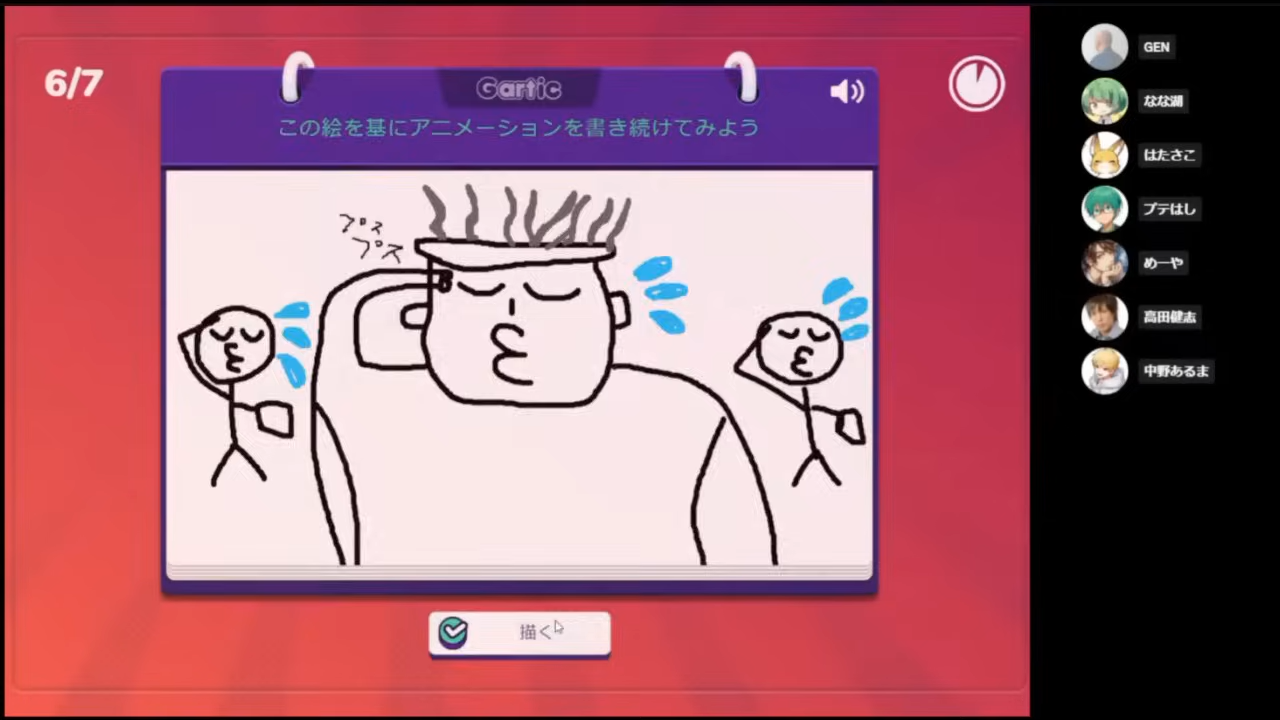 6/7
Gartic
この絵を基にアニメーションを書き続けてみよう
プス
プス
描く
GEN
なな湖
はたさこ
プテはし
めーや
高田健志
中野あるま